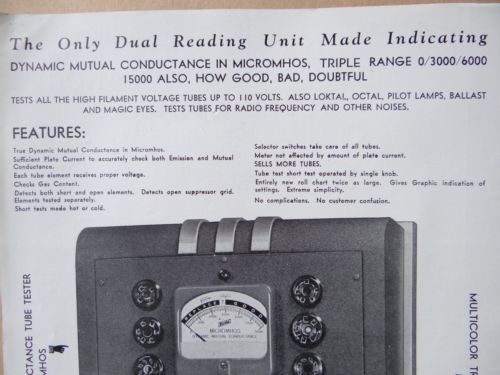 The Only Dual Reading Unit Made Indicating
DYNAMIC MUTUAL CONDUCTANCE IN MICROMHOS, TRIPLE RANGE 0/3000/6000
15000 ALSO, HOW GOOD, BAD, DOUBTFUL
TESTS ALL THE HIGH FILAMENT VOLTAGE TUBES UP TO 110 VOLTS. ALSO LOKTAL, OCTAL, PILOT LAMPS, BALLAST
AND MAGIC EYES. TESTS TUBES FOR RADIO FREQUENCY AND OTHER NOISES.
FEATURES:
True Dynamic Mutual Conductance in Micromhos.
Sufficient Plate Current to accurately check both Emission and Mutual
Conductance.
Each tube element receives proper voltage.
Checks Gas Content.
Detects both short and open elements. Detects open suppressor grid.
Elements tested separately.
Short tests made hot or cold.
Selector switches take care of all tubes.
Meter not affected by amount of plate current.
SELLS MORE TUBES.
Tube test short test operated by single knob.
Entirely new roll chart twice as large. Gives Graphic indication of
settings. Extreme simplicity.
No complications. No customer confusion.
CTANCE TUBE TESTER
MHOS
REPLACE
GOOD
MICROMHOS
DYNAMIC MUTUAL CONDUCTANCE
MULTICOLOR TR